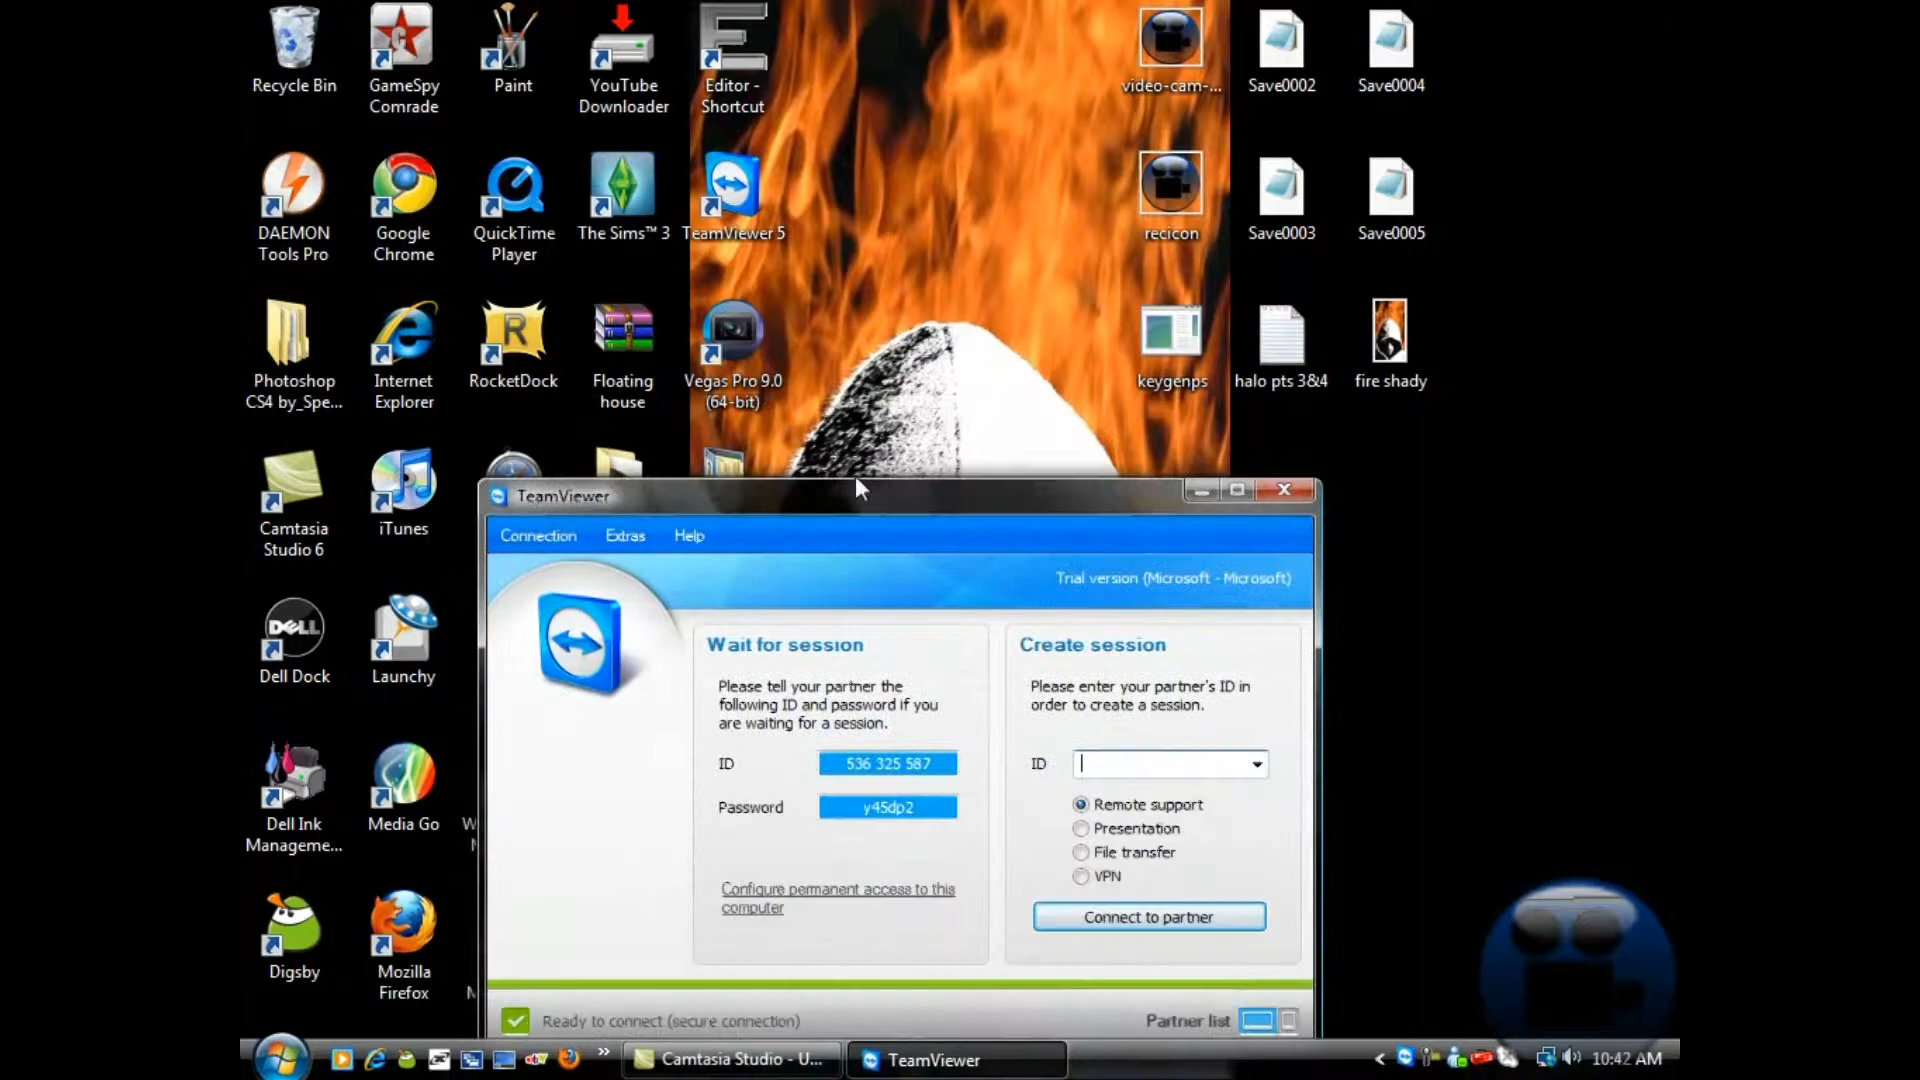 Recycle Bin
GameSpy
Comrade
Paint
YouTube
Downloader
Editor -
Shortcut
video-cam-...
Save0002
Save0004
DAEMON
Tools Pro
Google
Chrome
QuickTime
Player
The Sims™ 3
TeamViewer 5
recicon
Save0003
Save0005
Photoshop
CS4 by_Spe...
Internet
Explorer
RocketDock
Floating
house
Vegas Pro 9.0
(64-bit)
keygenps
halo pts 3&4
fire shady
Camtasia
Studio 6
iTunes
DELL
Dell Dock
Launchy
Dell Ink
Manageme...
Media Go
Digsby
Mozilla
Firefox
TeamViewer
Connection Extras Help
Trial version (Microsoft - Microsoft)
Wait for session
Please tell your partner the
following ID and password if you
are waiting for a session.
ID 536 325 587
Password y45dp2
Configure permanent access to this
computer
Create session
Please enter your partner's ID in
order to create a session.
ID
Remote support
Presentation
File transfer
VPN
Connect to partner
Ready to connect (secure connection)
Partner list
Camtasia Studio - U...
TeamViewer
10:42 AM